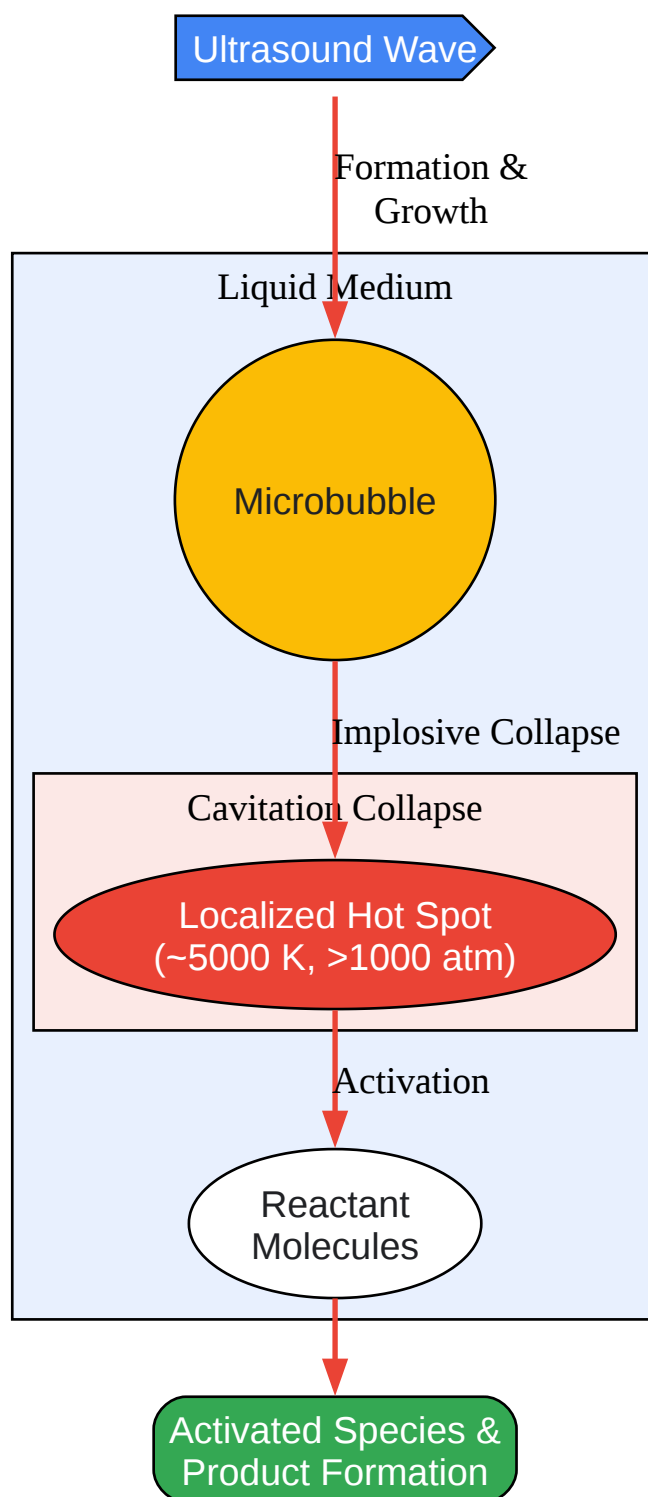 Ultrasound Wave
Formation &
Growth
Liquid Medium
Microbubble
Implosive Collapse
Cavitation Collapse
Localized Hot Spot
(~5000 K, >1000 atm)
Activation
Reactant
Molecules
Activated Species &
Product Formation